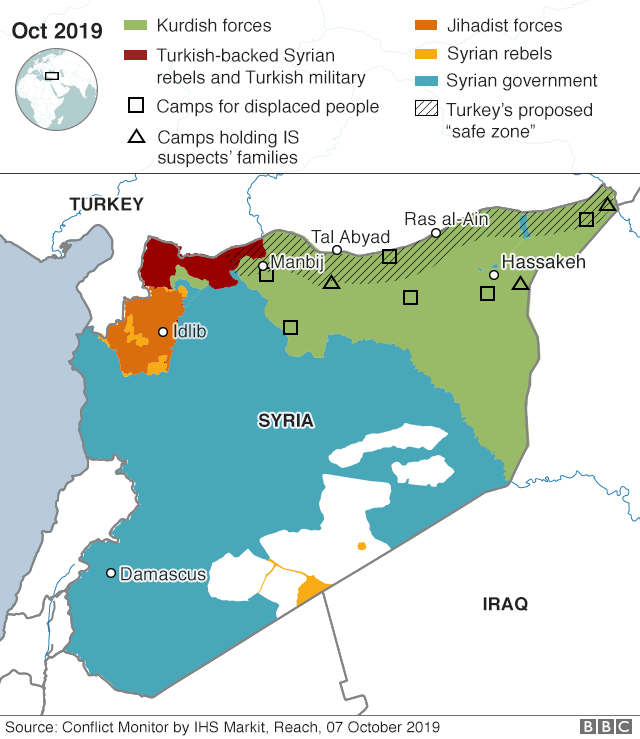 Oct 2019
Kurdish forces
Turkish-backed Syrian
rebels and Turkish military
Camps for displaced people
Camps holding IS
suspects' families
Jihadist forces
Syrian rebels
Syrian government
Turkey's proposed
"safe zone"
TURKEY
Ras al-Ain
Tal Abyad
Manbij
Hassakeh
Idlib
SYRIA
Damascus
IRAQ
Source: Conflict Monitor by IHS Markit, Reach, 07 October 2019
BBC